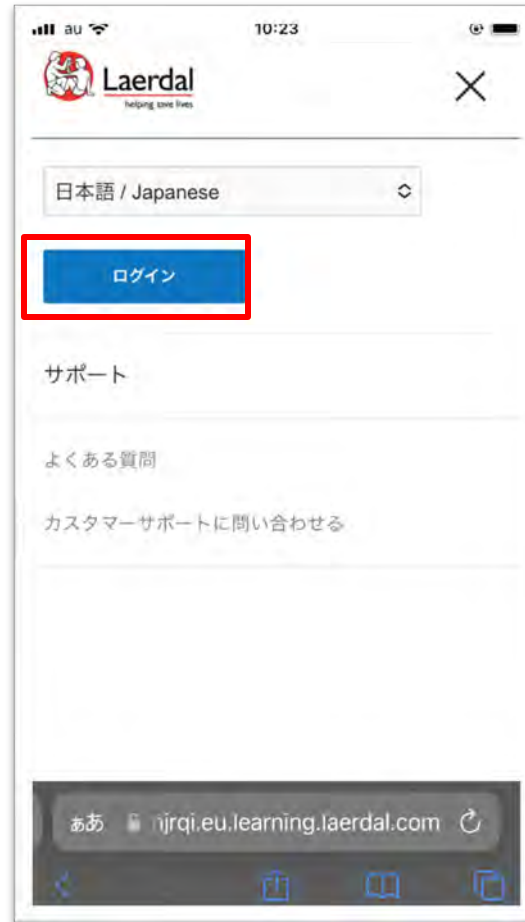 au 10:23
Laerdal
helping save lives
日本語 / Japanese
ログイン
サポート
よくある質問
カスタマーサポートに問い合わせる
ぁあ jrqi.eu.learning.laerdal.com